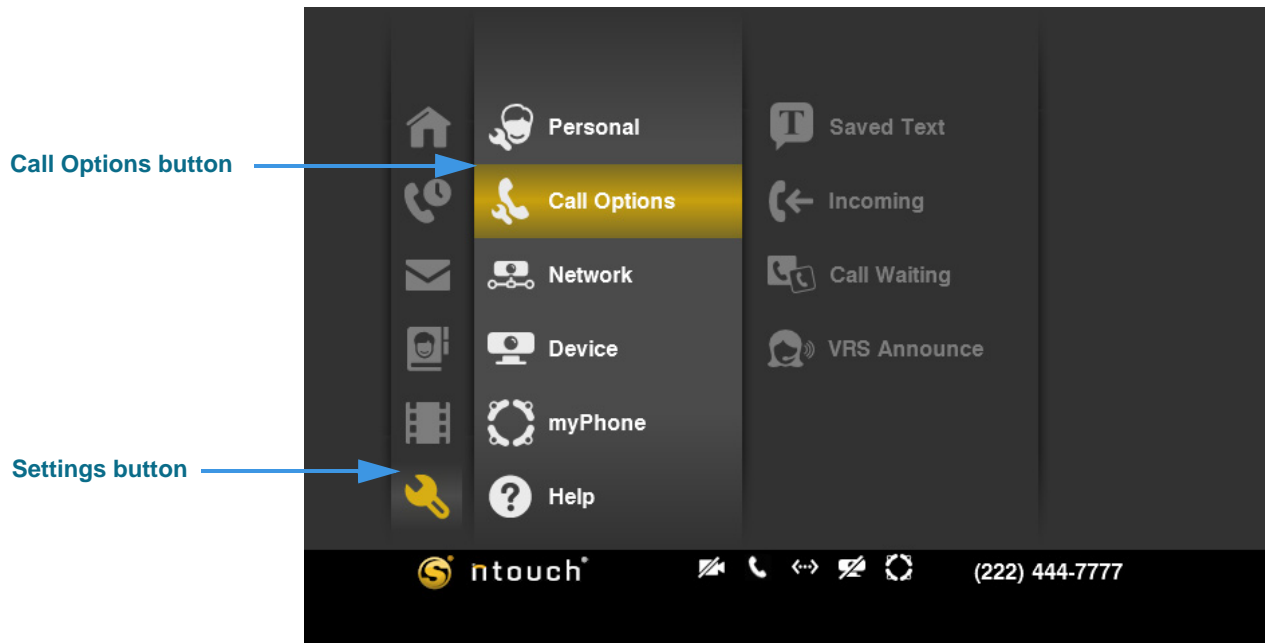 Personal
Saved Text
Call Options button
Call Options
Incoming
Network
Call Waiting
Device
VRS Announce
myPhone
Settings button
Help
ntouch
(222) 444-7777